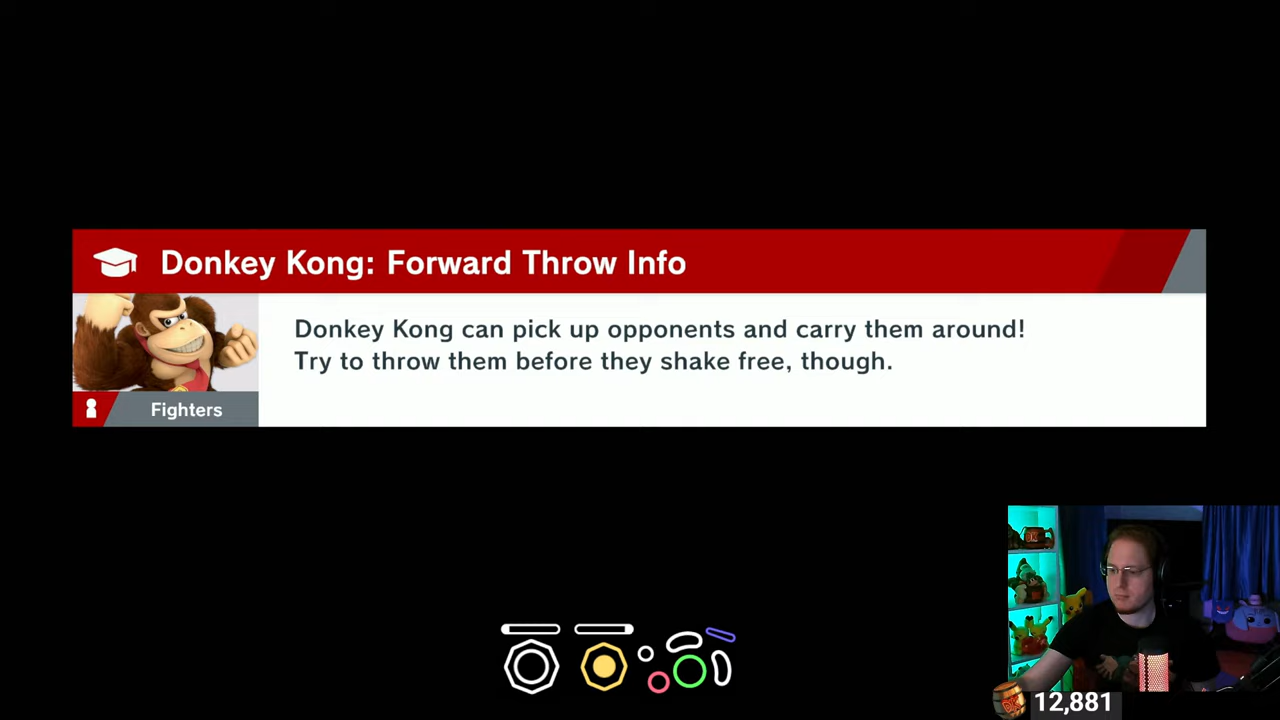 Donkey Kong: Forward Throw Info
Donkey Kong can pick up opponents and carry them around!
Try to throw them before they shake free, though.
Fighters
12,881